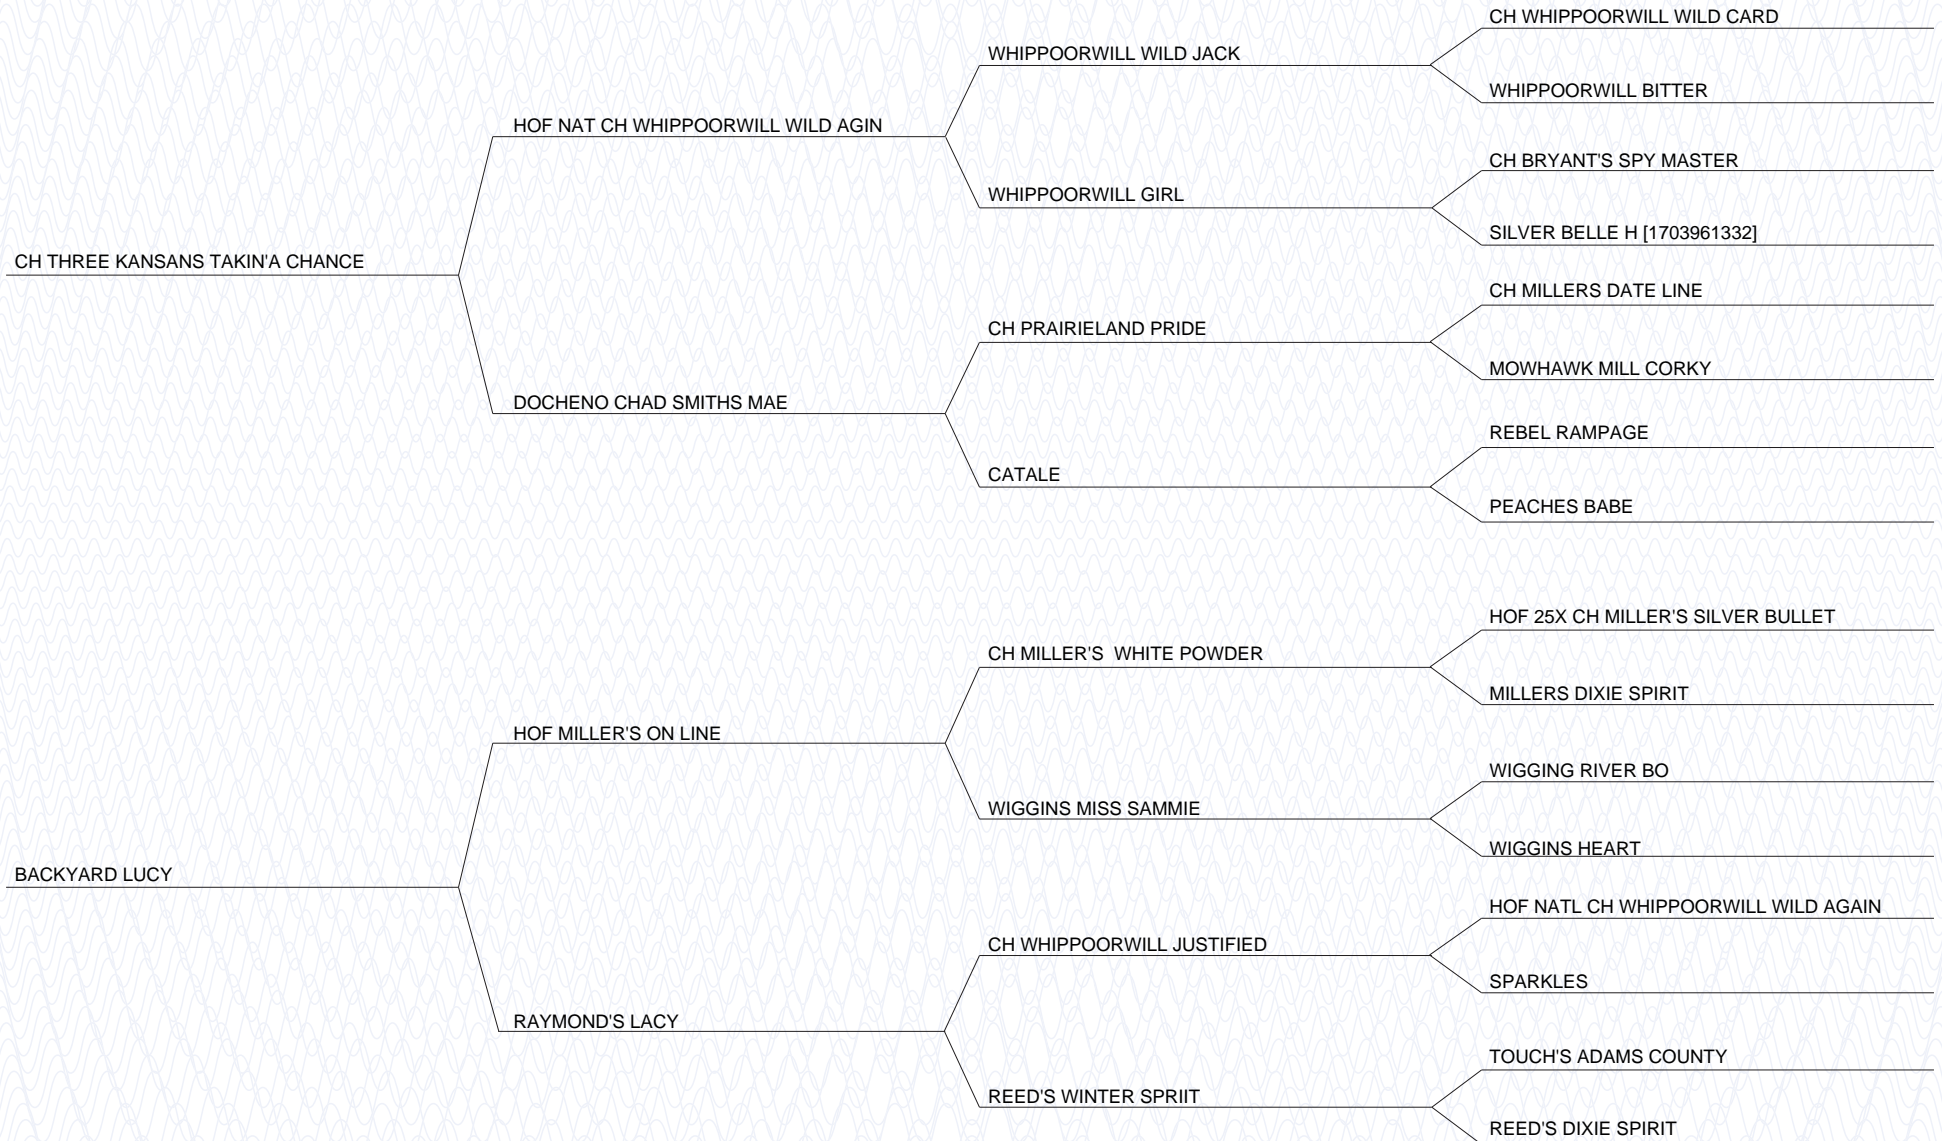 CH WHIPPOORWILL WILD CARD
WHIPPOORWILL WILD JACK
WHIPPOORWILL BITTER
HOF NAT CH WHIPPOORWILL WILD AGIN
CH BRYANT'S SPY MASTER
WHIPPOORWILL GIRL
SILVER BELLE H [1703961332]
CH THREE KANSANS TAKIN'A CHANCE
CH MILLERS DATE LINE
CH PRAIRIELAND PRIDE
MOWHAWK MILL CORKY
DOCHENO CHAD SMITHS MAE
REBEL RAMPAGE
CATALE
PEACHES BABE
HOF 25X CH MILLER'S SILVER BULLET
CH MILLER'S  WHITE POWDER
MILLERS DIXIE SPIRIT
HOF MILLER'S ON LINE
WIGGING RIVER BO
WIGGINS MISS SAMMIE
WIGGINS HEART
BACKYARD LUCY
HOF NATL CH WHIPPOORWILL WILD AGAIN
CH WHIPPOORWILL JUSTIFIED
SPARKLES
RAYMOND'S LACY
TOUCH'S ADAMS COUNTY
REED'S WINTER SPRIIT
REED'S DIXIE SPIRIT